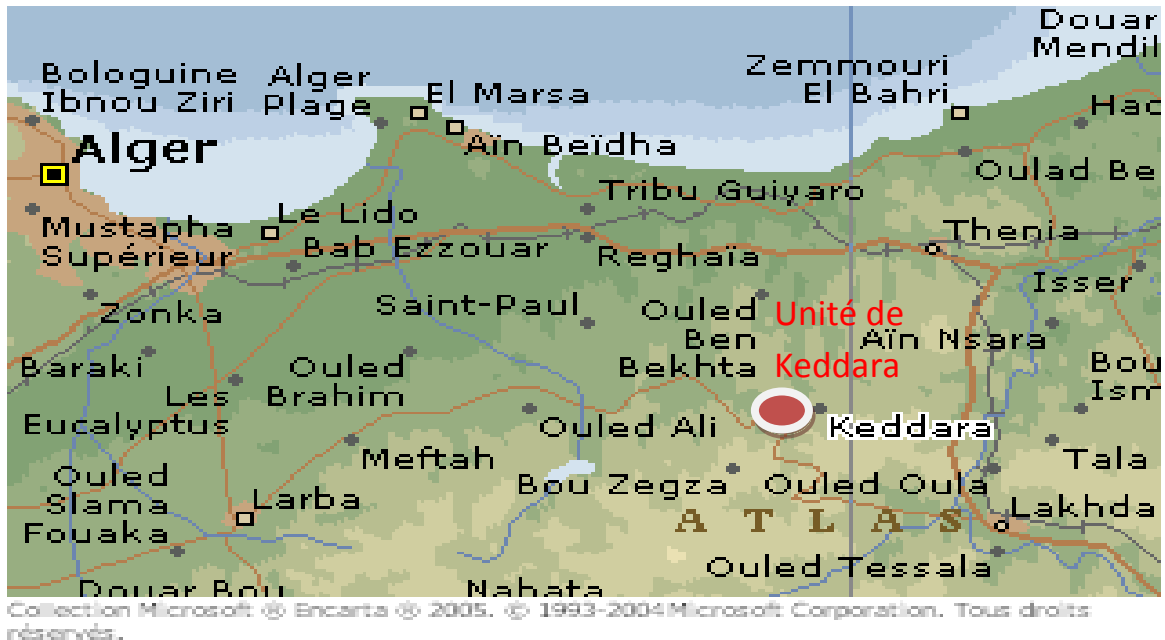 Douar
Mendil
Bologuine
Ibnou Ziri
Alger
Plage
El Marsa
Zemmouri
El Bahri
Hac
Alger
Aïn Beïdha
Oulad Be
Tribu Guiyaro
Mustapha
Supérieur
Le Lido
Bab Ezzouar
Reghaïa
Thenia
Isser
Zonka
Saint-Paul
Ouled
Ben
Bekhta
Unité de
Keddara
Aïn Nsara
Baraki
Ouled
Brahim
Bou
Ism
Les
Eucalyptus
Ouled Ali
Keddara
Meftah
Tala
Ouled
Slama
Fouaka
Larba
Bou Zegza
Ouled Oula
Lakhda
ATLAS
Ouled Tessala
Douar Bou
Nahata
Collection Microsoft ® Encarta ® 2005. © 1993-2004 Microsoft Corporation. Tous droits
réservés.